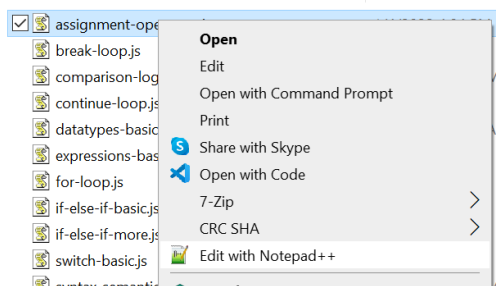 assignment-ope
Open
break-loop.js
Edit
comparison-log
Open with Command Prompt
continue-loop.js
Print
datatypes-basic
Share with Skype
expressions-bas
Open with Code
for-loop.js
7-Zip
if-else-if-basic.js
CRC SHA
if-else-if-more.js
Edit with Notepad++
switch-basic.js